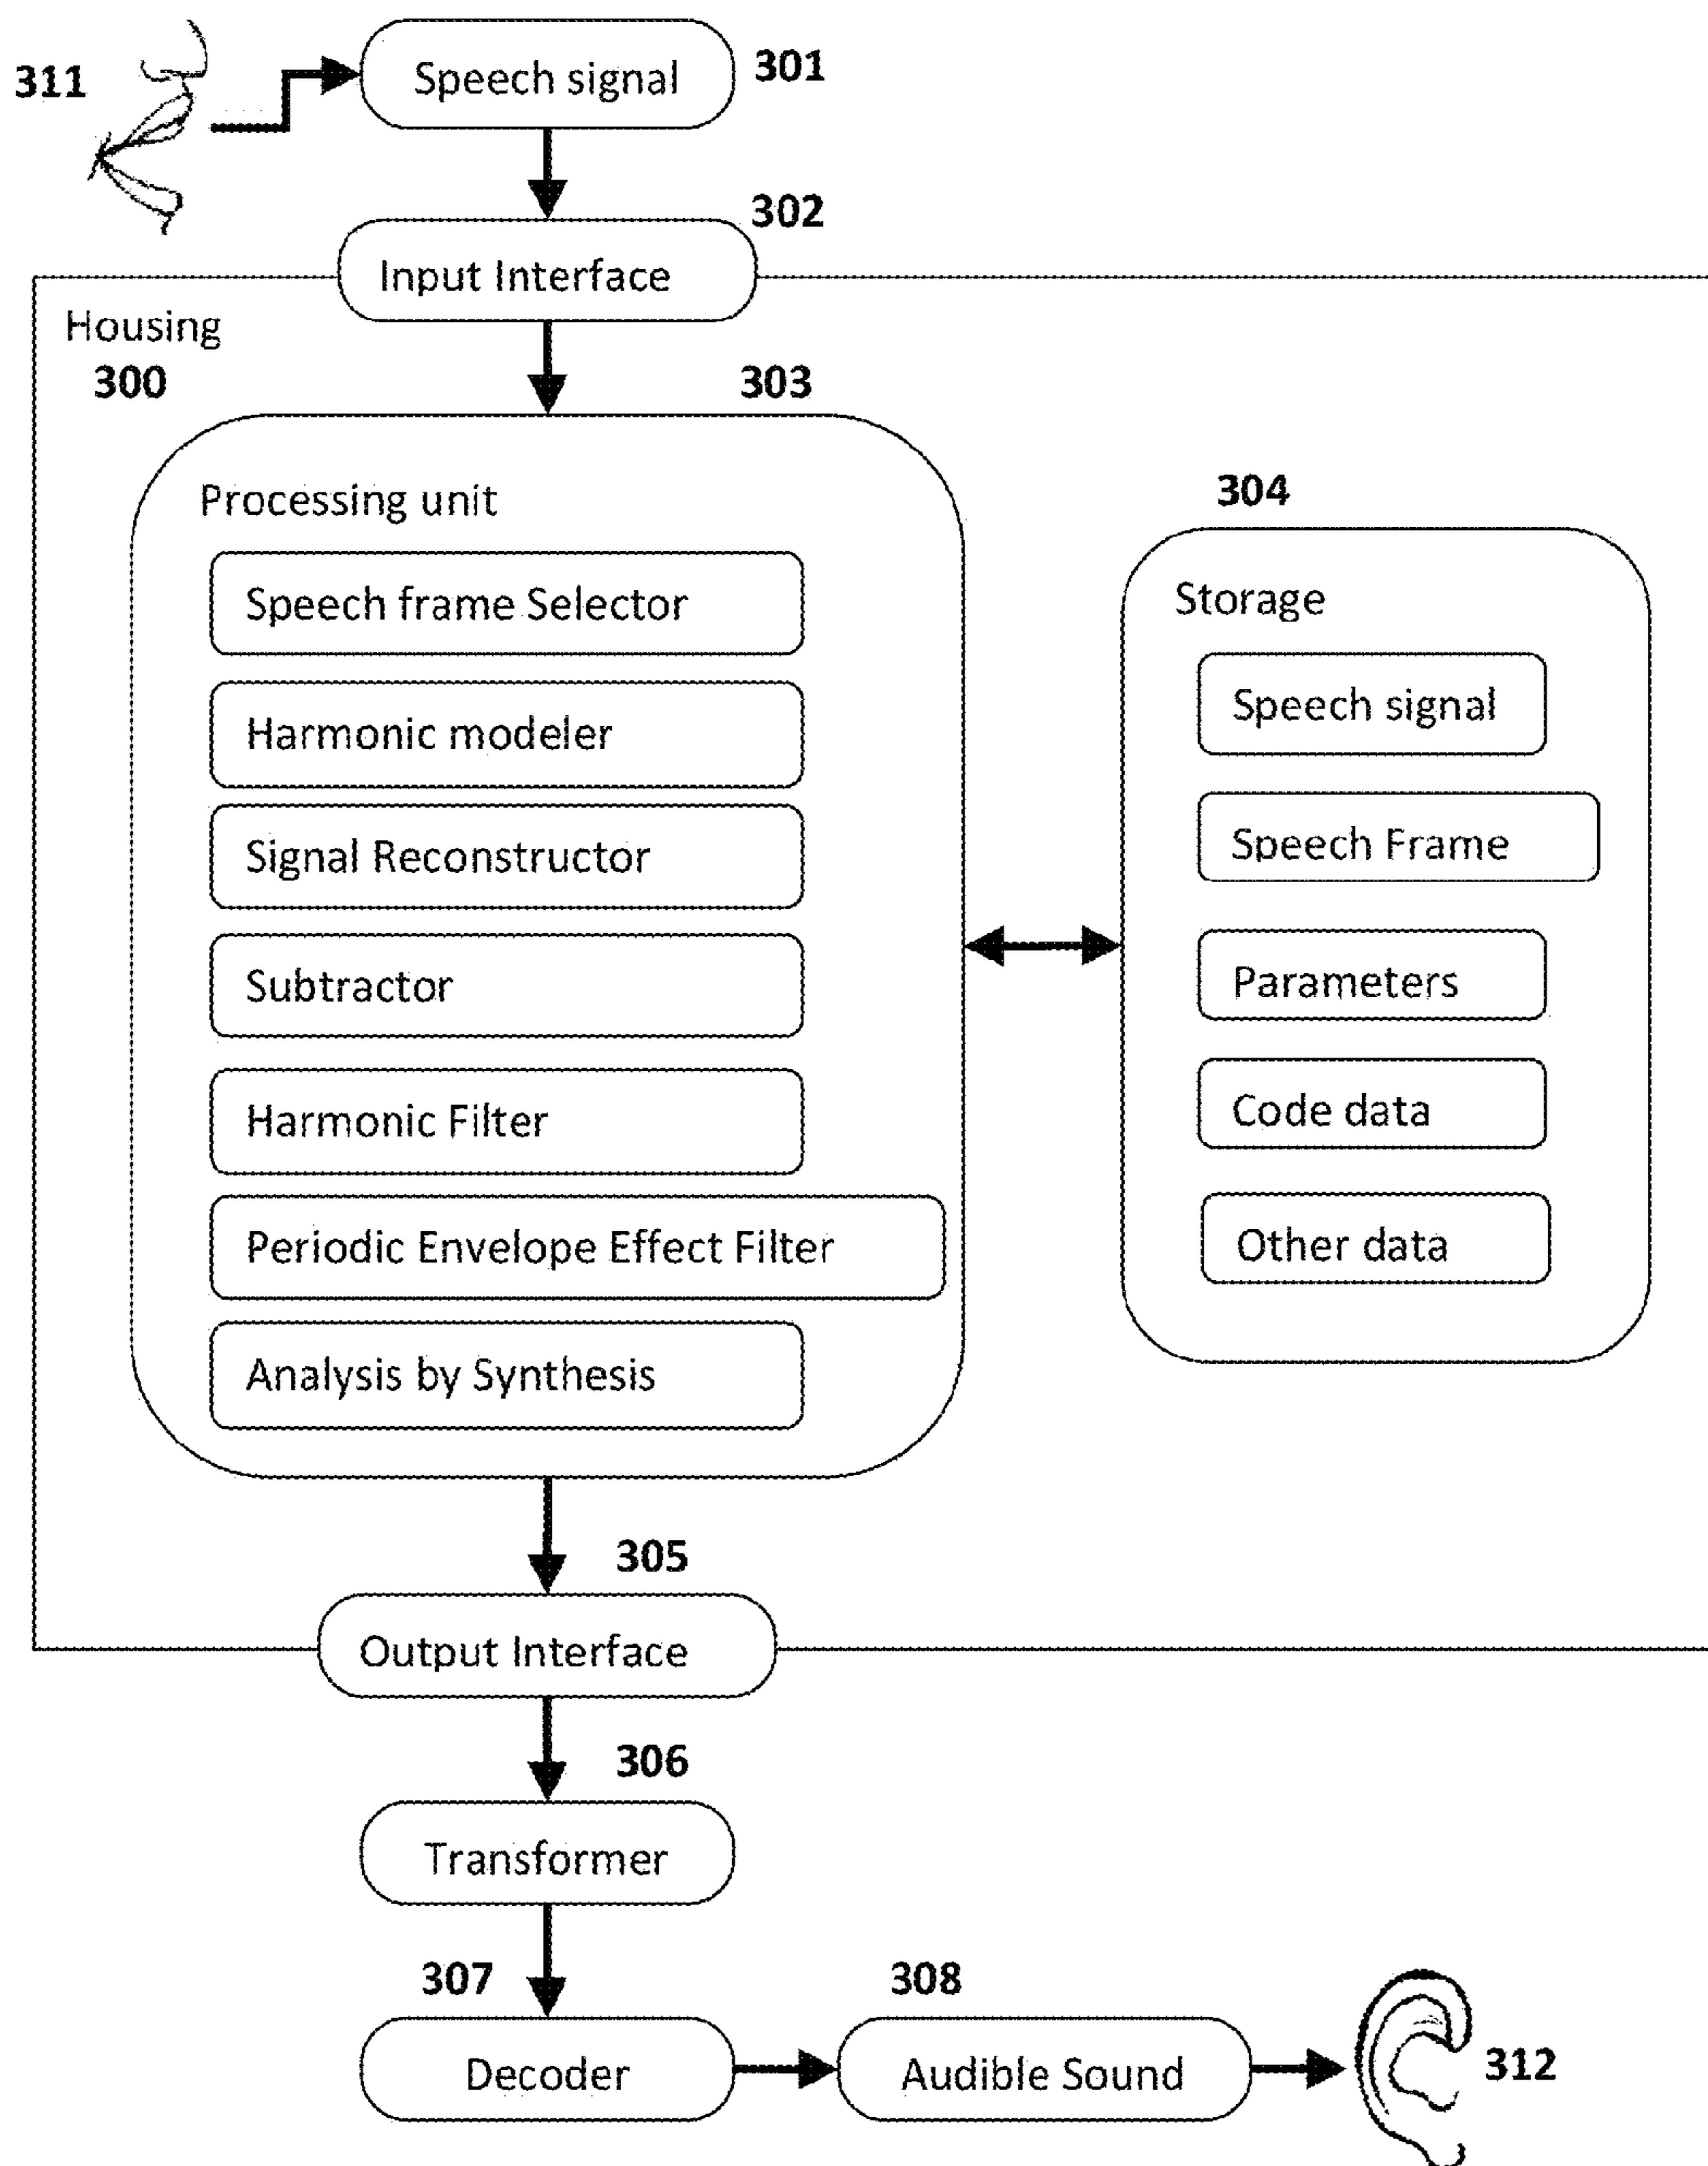 311
Speech signal
301
302
Input Interface
Housing
300
303
Processing unit
Speech frame Selector
Harmonic modeler
Signal Reconstructor
Subtractor
Harmonic Filter
Periodic Envelope Effect Filter
Analysis by Synthesis
304
Storage
Speech signal
Speech Frame
Parameters
Code data
Other data
305
Output Interface
306
Transformer
307
Decoder
308
Audible Sound
312